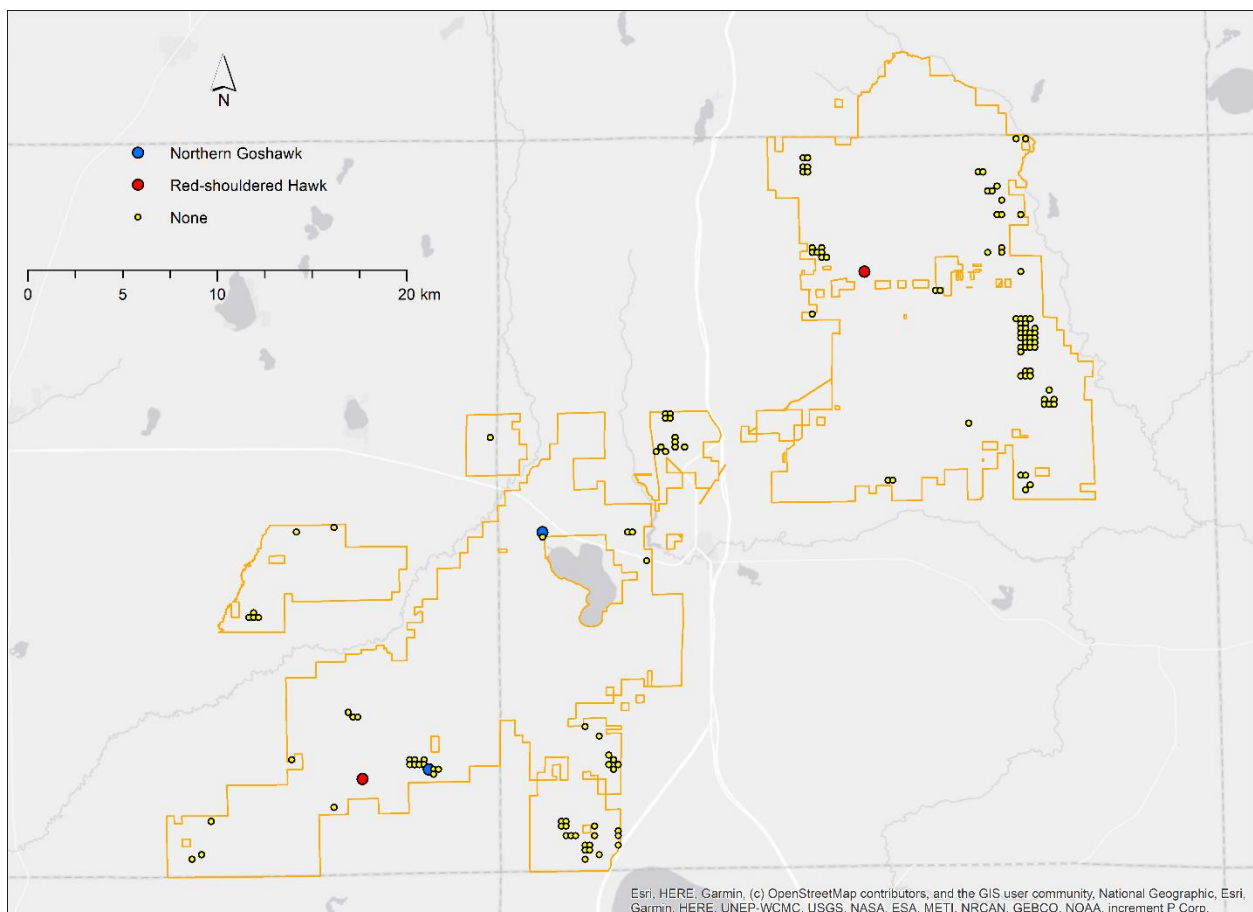 N
Northern Goshawk
Red-shouldered Hawk
None
0 5 10 20 km
Esri, HERE, Garmin, (c) OpenStreetMap contributors, and the GIS user community, National Geographic, Esri,
Garmin, HERE, UNEP-WCMC, USGS, NASA, ESA, METI, NRCAN, GEBCO, NOAA, increment P Corp.